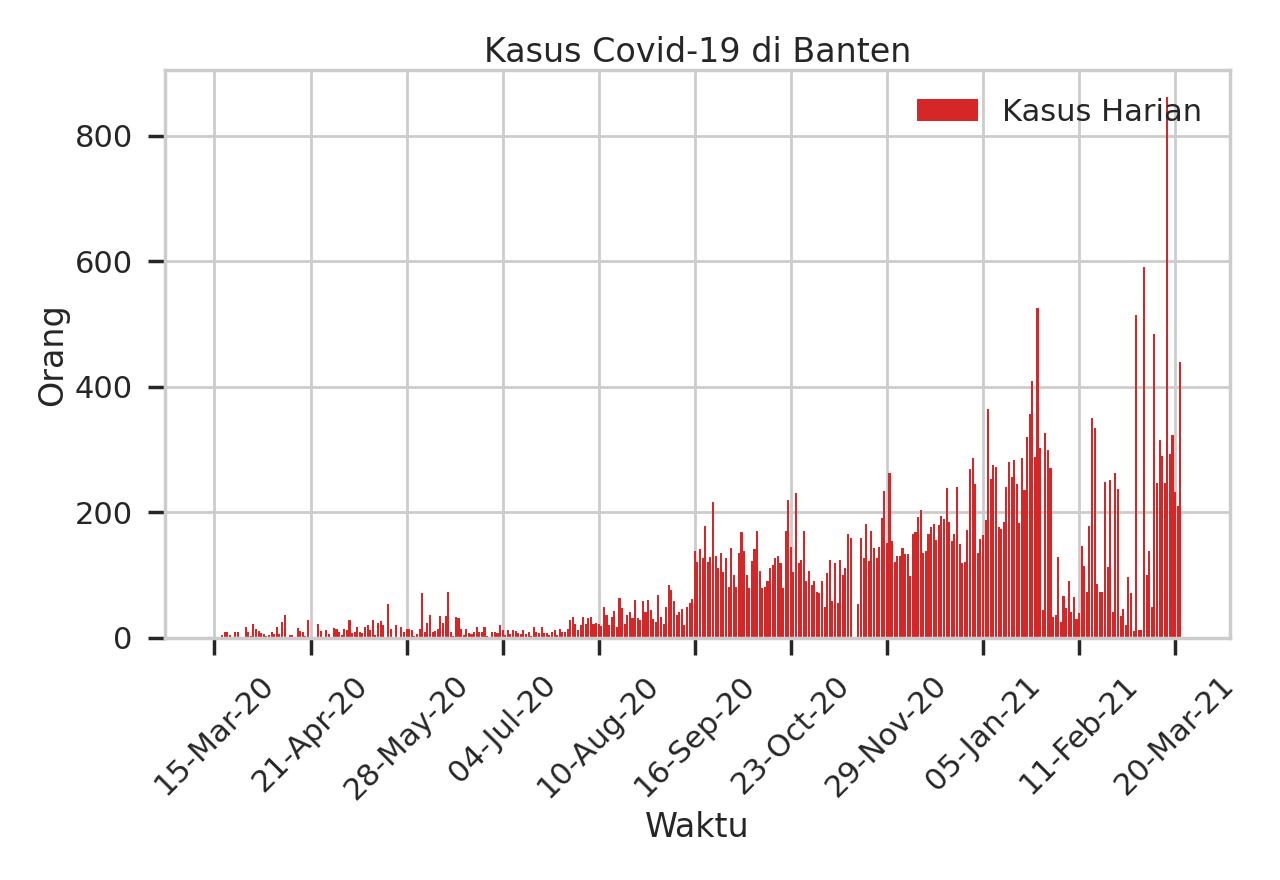 Kasus Covid-19 di Banten
Kasus Harian
Orang
800
600
400
200
0
15-Mar-20
21-Apr-20
28-May-20
04-Jul-20
10-Aug-20
16-Sep-20
23-Oct-20
29-Nov-20
05-Jan-21
11-Feb-21
20-Mar-21
Waktu